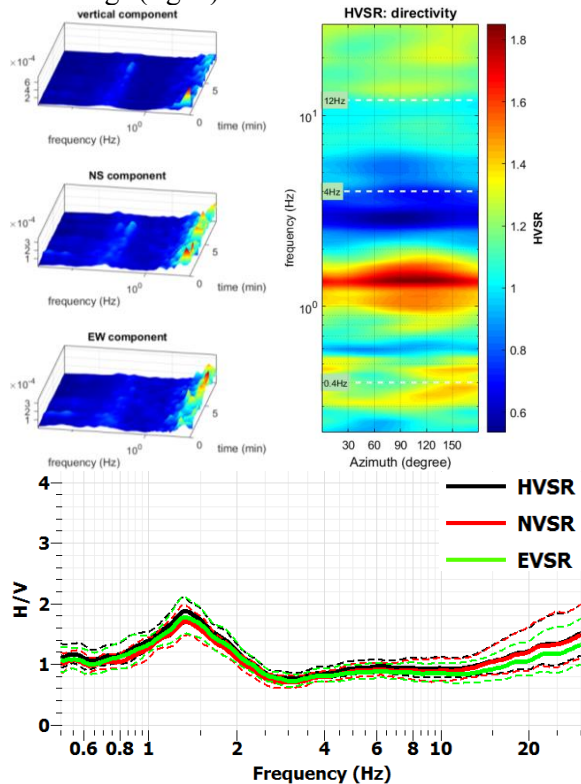 vertical component
×10⁻⁴
6
4
2
frequency (Hz)
10⁰
0
5
time (min)
NS component
×10⁻⁴
3
2
1
frequency (Hz)
10⁰
0
5
time (min)
EW component
×10⁻⁴
3
2
1
frequency (Hz)
10⁰
0
5
time (min)
HVSR: directivity
12Hz
10¹
4Hz
10⁰
0.4Hz
frequency (Hz)
30 60 90 120 150
Azimuth (degree)
1.8
1.6
1.4
1.2
1
0.8
0.6
HVSR
HVSR
NVSR
EVSR
4
3
2
1
0
H/V
0.6 0.8 1 2 4 6 8 10 20
Frequency (Hz)